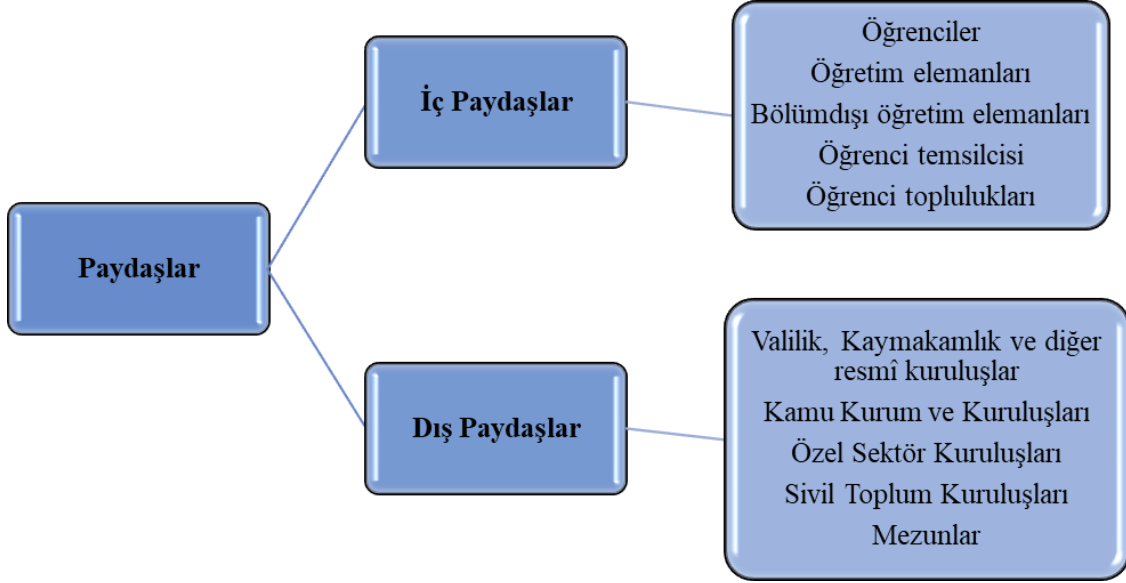 Paydaşlar
İç Paydaşlar
Öğrenciler
Öğretim elemanları
Bölümdışı öğretim elemanları
Öğrenci temsilcisi
Öğrenci toplulukları
Dış Paydaşlar
Valilik, Kaymakamlık ve diğer
resmî kuruluşlar
Kamu Kurum ve Kuruluşları
Özel Sektör Kuruluşları
Sivil Toplum Kuruluşları
Mezunlar